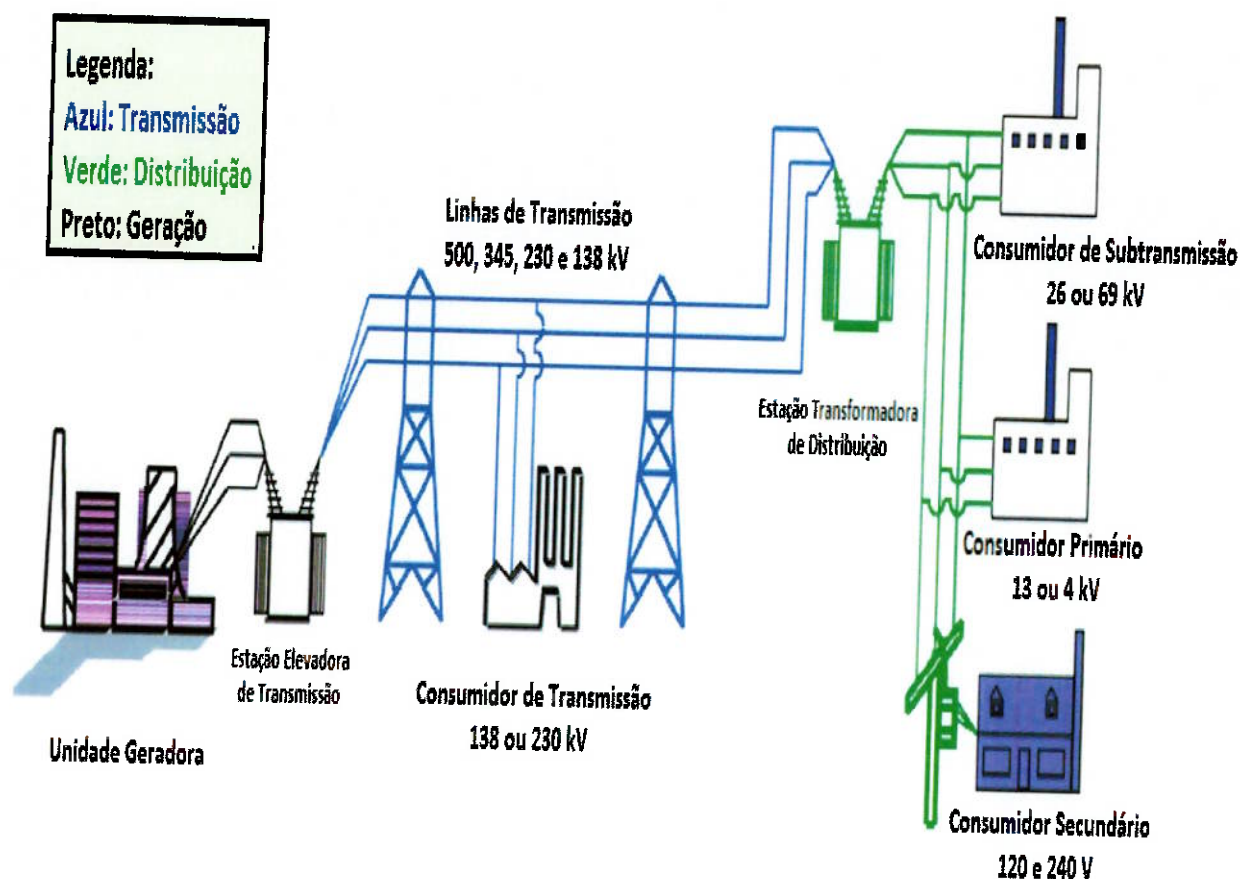 Legenda:
Azul: Transmissão
Verde: Distribuição
Preto: Geração
Linhas de Transmissão
500, 345, 230 e 138 kV
Consumidor de Subtransmissão
26 ou 69 kV
Estação Transformadora
de Distribuição
Consumidor Primário
13 ou 4 kV
Estação Elevadora
de Transmissão
Consumidor de Transmissão
138 ou 230 kV
Unidade Geradora
Consumidor Secundário
120 e 240 V